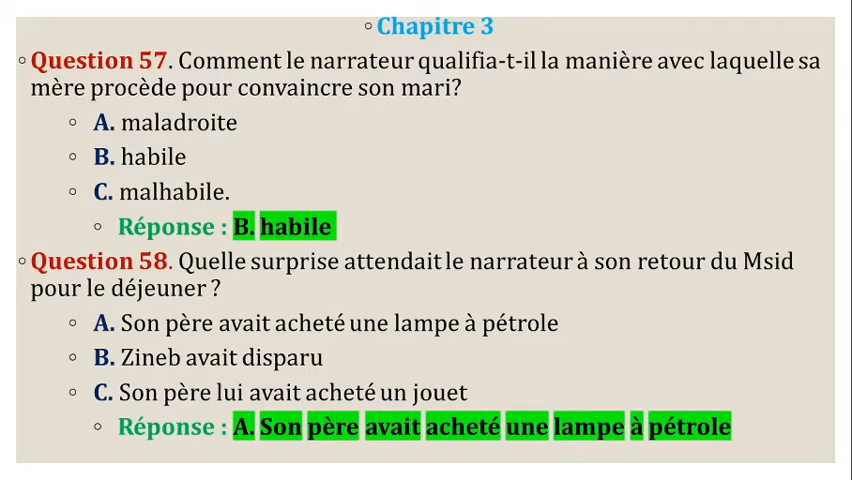 Chapitre 3
Question 57. Comment le narrateur qualifia-t-il la manière avec laquelle sa
mère procède pour convaincre son mari?
A. maladroite
B. habile
C. malhabile.
Réponse : B. habile
Question 58. Quelle surprise attendait le narrateur à son retour du Msid
pour le déjeuner ?
A. Son père avait acheté une lampe à pétrole
B. Zineb avait disparu
C. Son père lui avait acheté un jouet
Réponse : A. Son père avait acheté une lampe à pétrole